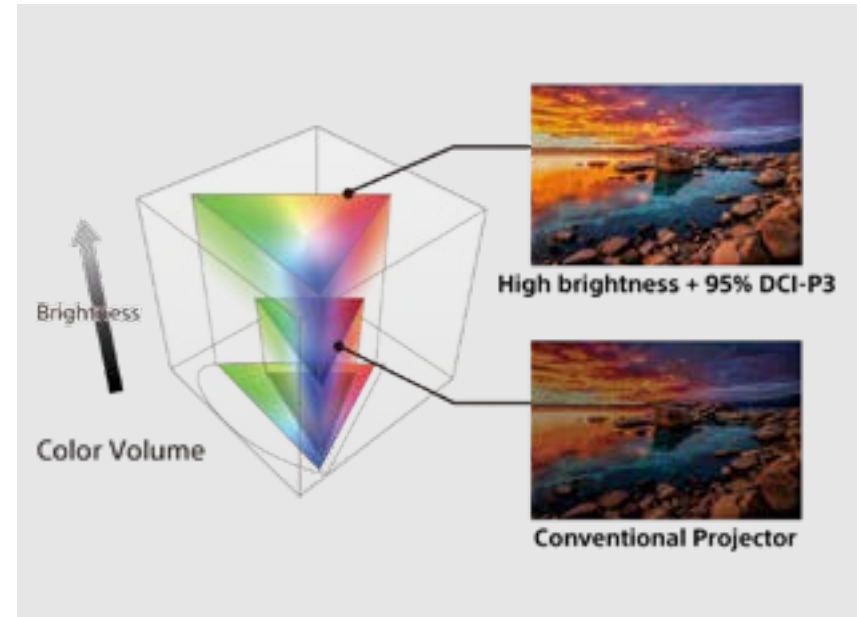 High brightness + 95% DCI-P3
Brightness
Color Volume
Conventional Projector